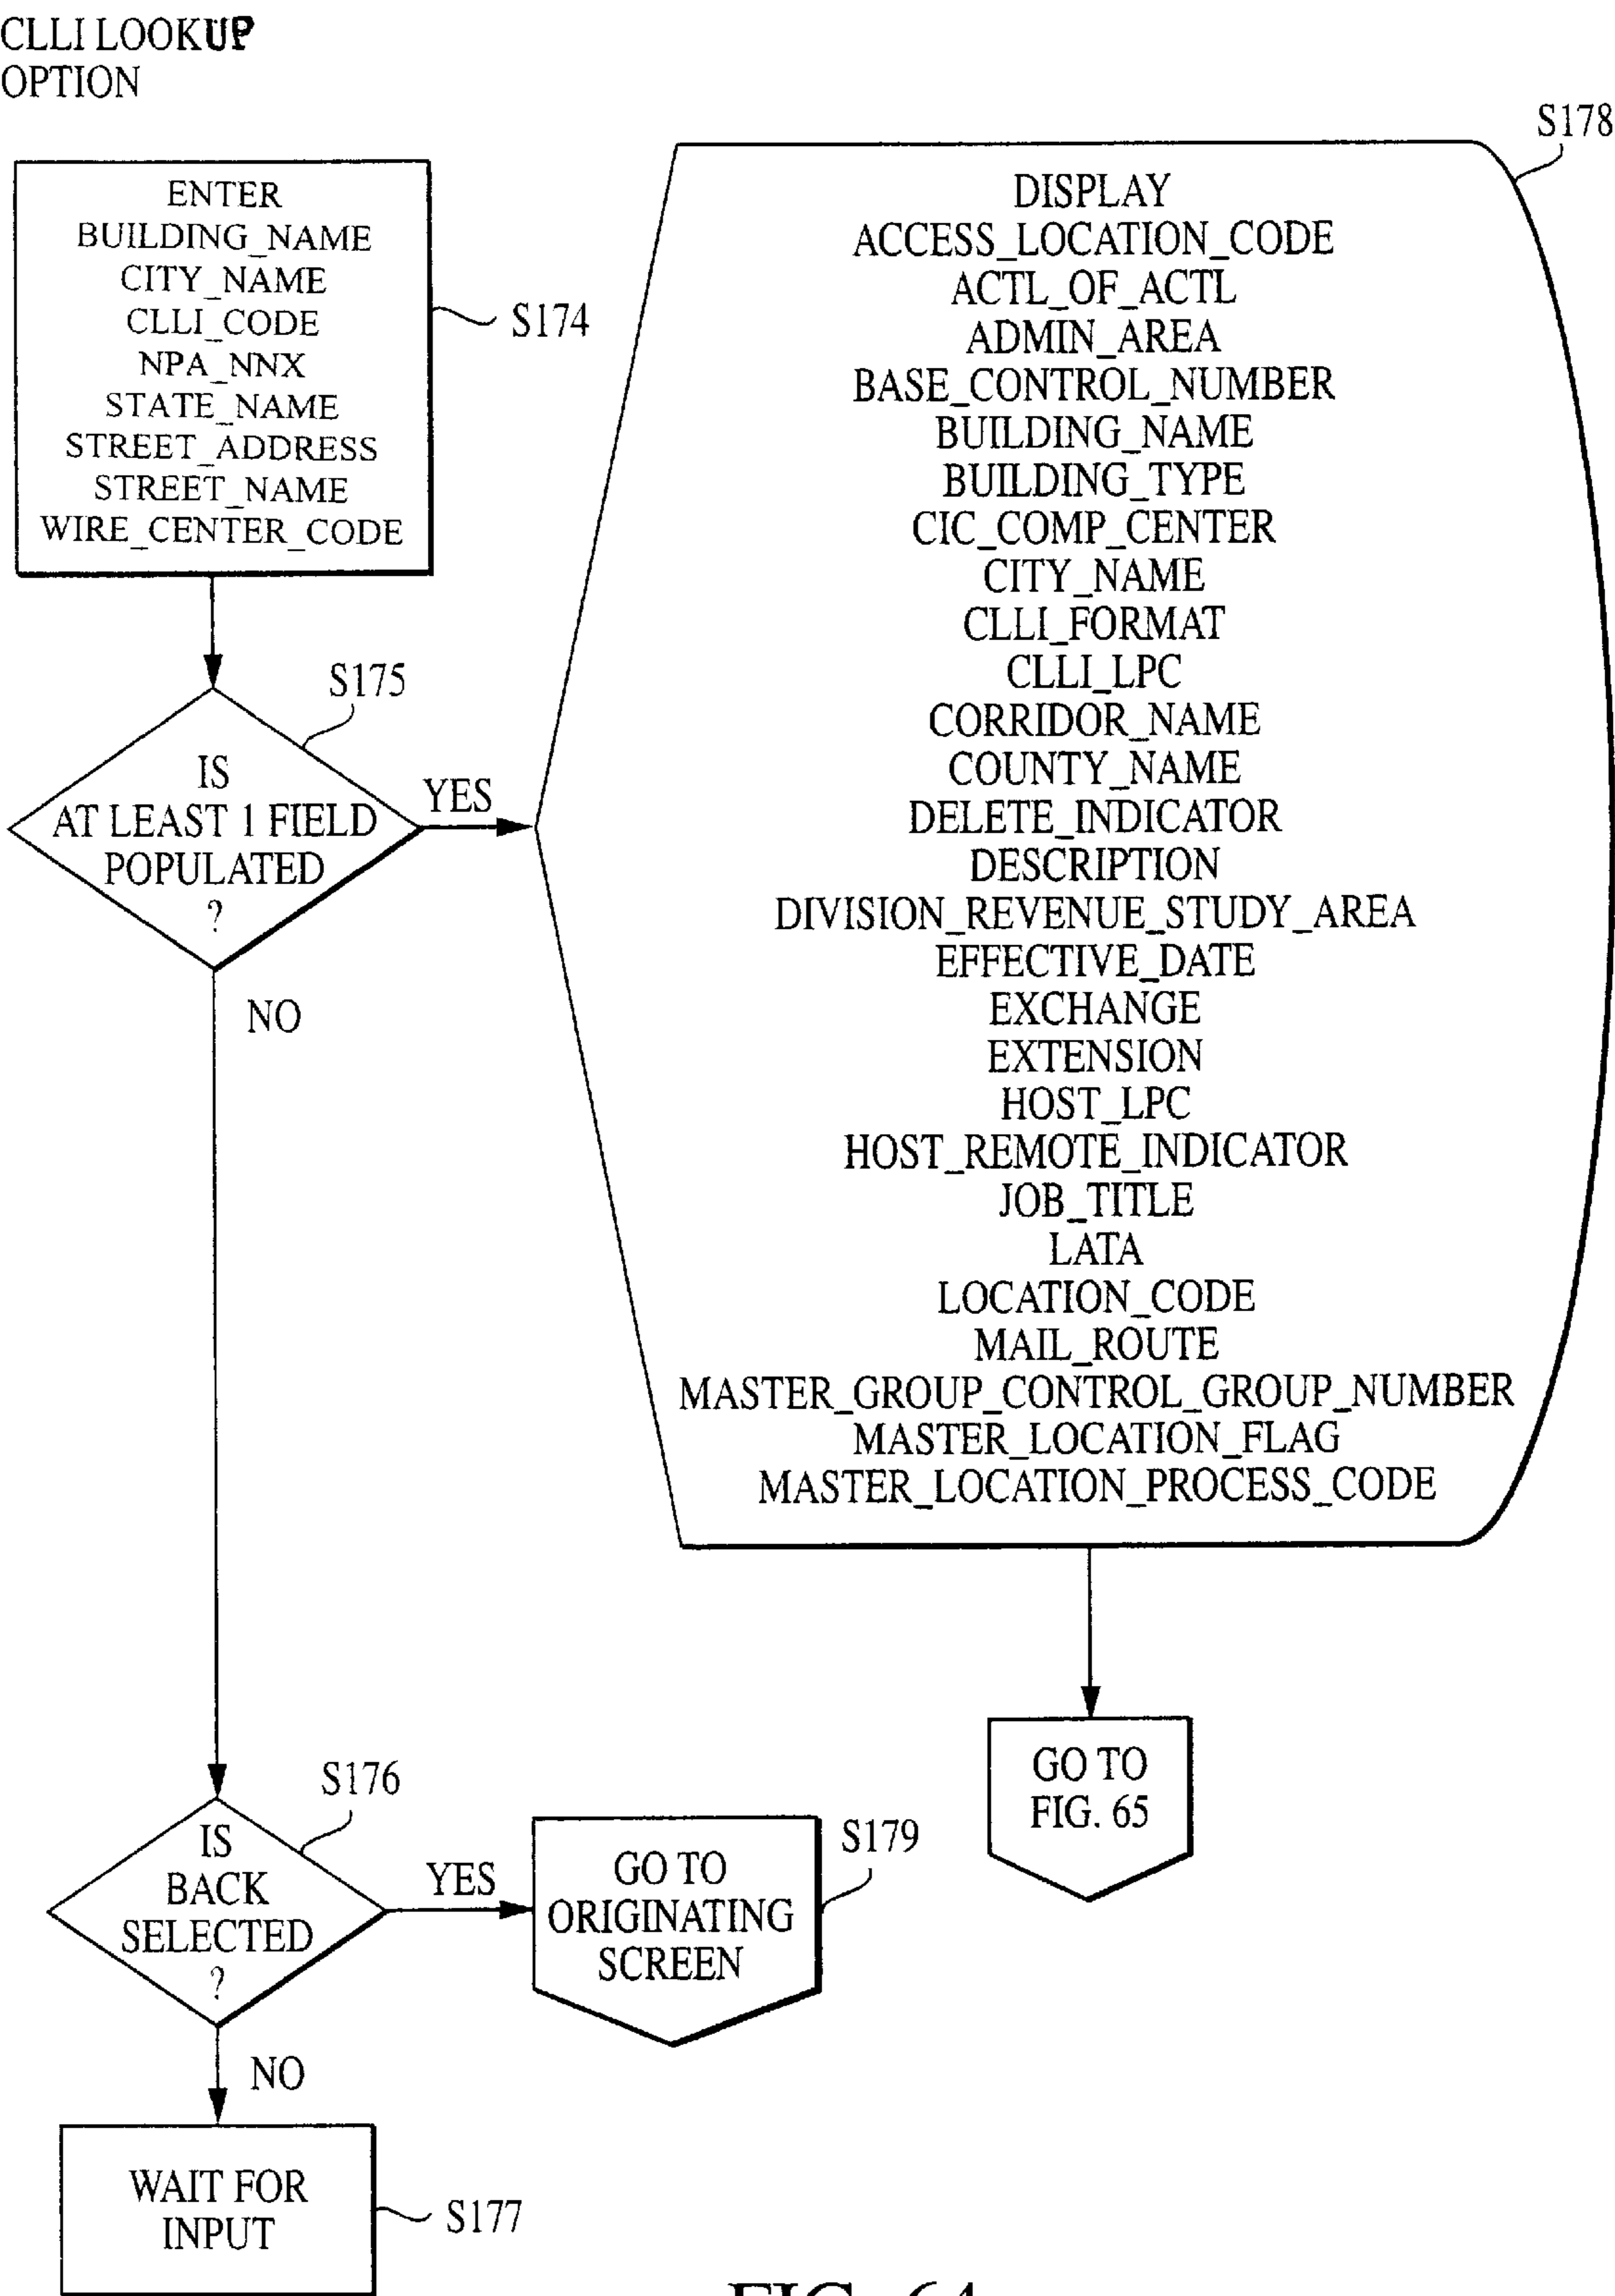 CLLI LOOKUP
OPTION
ENTER
BUILDING_NAME
CITY_NAME
CLLI_CODE
NPA_NNX
STATE_NAME
STREET_ADDRESS
STREET_NAME
WIRE_CENTER_CODE
S174
S175
IS
AT LEAST 1 FIELD
POPULATED
?
YES
NO
S178
DISPLAY
ACCESS_LOCATION_CODE
ACTL_OF_ACTL
ADMIN_AREA
BASE_CONTROL_NUMBER
BUILDING_NAME
BUILDING_TYPE
CIC_COMP_CENTER
CITY_NAME
CLLI_FORMAT
CLLI_LPC
CORRIDOR_NAME
COUNTY_NAME
DELETE_INDICATOR
DESCRIPTION
DIVISION_REVENUE_STUDY_AREA
EFFECTIVE_DATE
EXCHANGE
EXTENSION
HOST_LPC
HOST_REMOTE_INDICATOR
JOB_TITLE
LATA
LOCATION_CODE
MAIL_ROUTE
MASTER_GROUP_CONTROL_GROUP_NUMBER
MASTER_LOCATION_FLAG
MASTER_LOCATION_PROCESS_CODE
GO TO
FIG. 65
S176
IS
BACK
SELECTED
?
YES
S179
GO TO
ORIGINATING
SCREEN
NO
WAIT FOR
INPUT
S177
FIG. 64